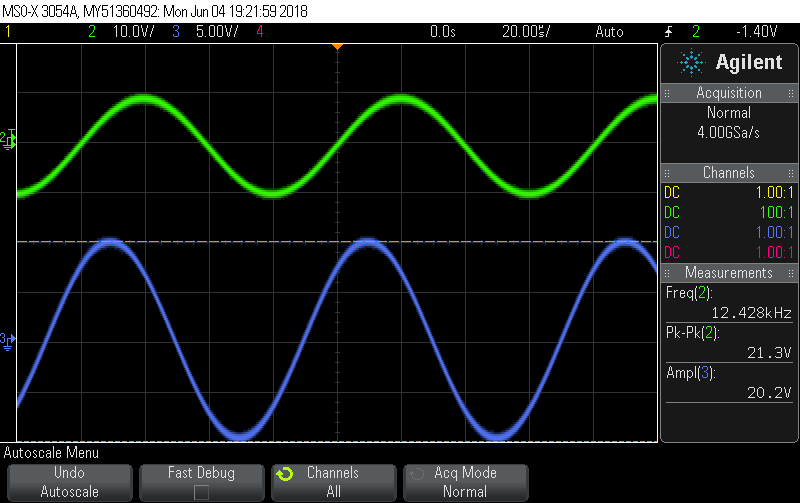 MSO-X 3054A, MY51360492: Mon Jun 04 19:21:59 2018
1 2 10.0V/ 3 5.00V/ 4 0.0s 20.00µs/ Auto 2 -1.40V
Agilent
Acquisition
Normal
4.00GSa/s
Channels
DC 1.00:1
DC 100:1
DC 1.00:1
DC 1.00:1
Measurements
Freq(2):
12.428kHz
Pk-Pk(2):
21.3V
Ampl(3):
20.2V
2
3
Autoscale Menu
Undo
Autoscale
Fast Debug
Channels
All
Acq Mode
Normal